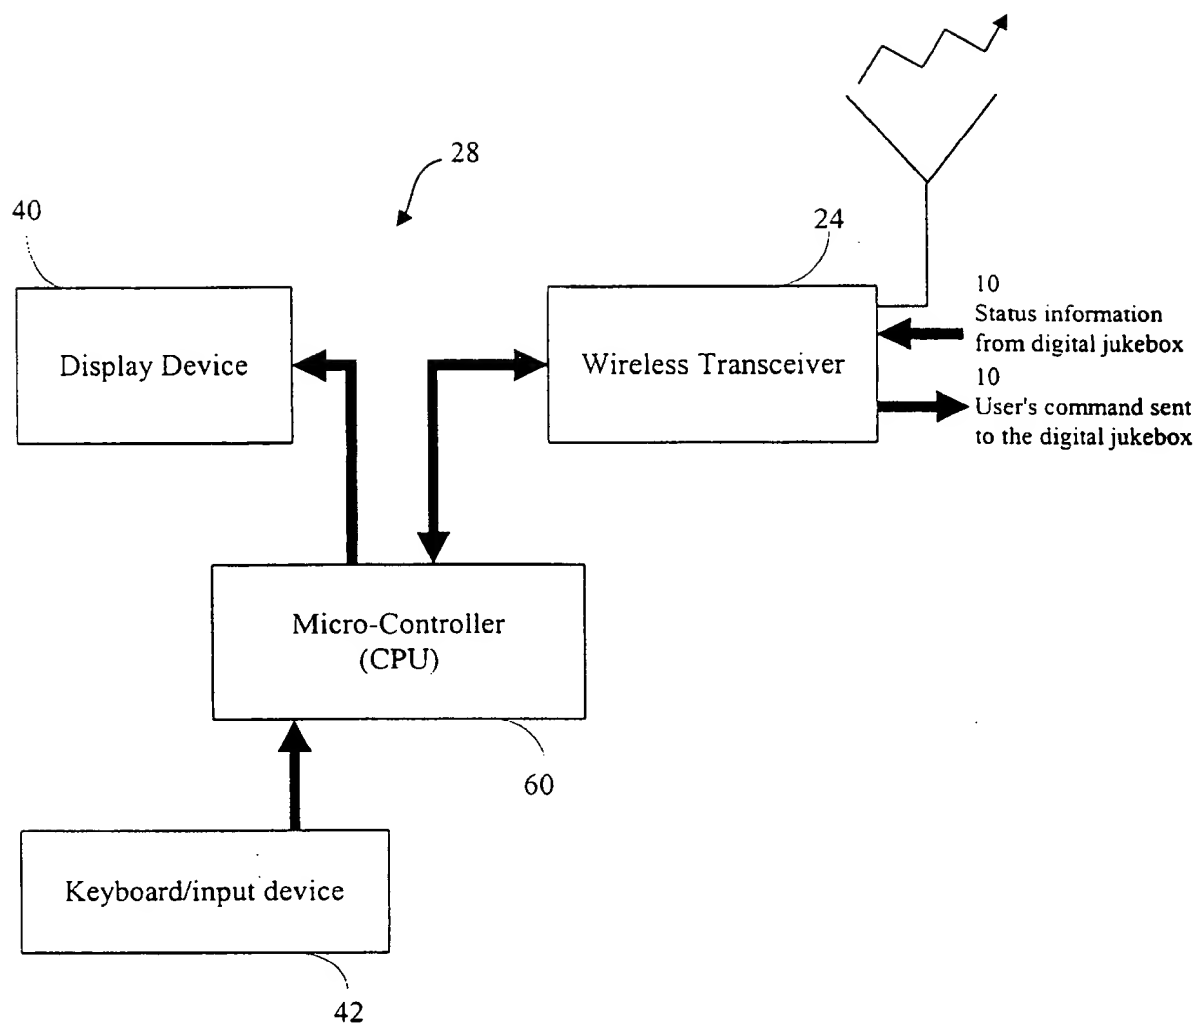 28
40
24
10
Status information
from digital jukebox
Display Device
Wireless Transceiver
10
User's command sent
to the digital jukebox
Micro-Controller
(CPU)
60
Keyboard/input device
42